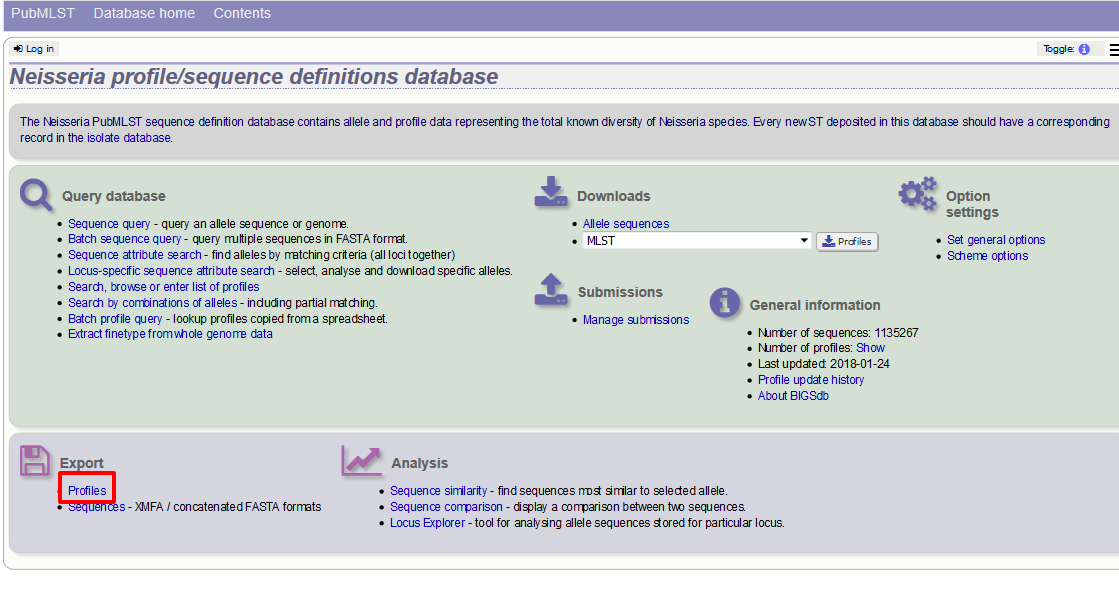 PubMLST Database home Contents
Log in
Toggle:
Neisseria profile/sequence definitions database
The Neisseria PubMLST sequence definition database contains allele and profile data representing the total known diversity of Neisseria species. Every new ST deposited in this database should have a corresponding
record in the isolate database.
Query database
Sequence query - query an allele sequence or genome.
Batch sequence query - query multiple sequences in FASTA format.
Sequence attribute search - find alleles by matching criteria (all loci together)
Locus-specific sequence attribute search - select, analyse and download specific alleles.
Search, browse or enter list of profiles
Search by combinations of alleles - including partial matching.
Batch profile query - lookup profiles copied from a spreadsheet.
Extract finetype from whole genome data
Downloads
Allele sequences
MLST Profiles
Submissions
Manage submissions
Option
settings
Set general options
Scheme options
General information
Number of sequences: 1135267
Number of profiles: Show
Last updated: 2018-01-24
Profile update history
About BIGSdb
Export
Profiles
Sequences - XMFA / concatenated FASTA formats
Analysis
Sequence similarity - find sequences most similar to selected allele.
Sequence comparison - display a comparison between two sequences.
Locus Explorer - tool for analysing allele sequences stored for particular locus.